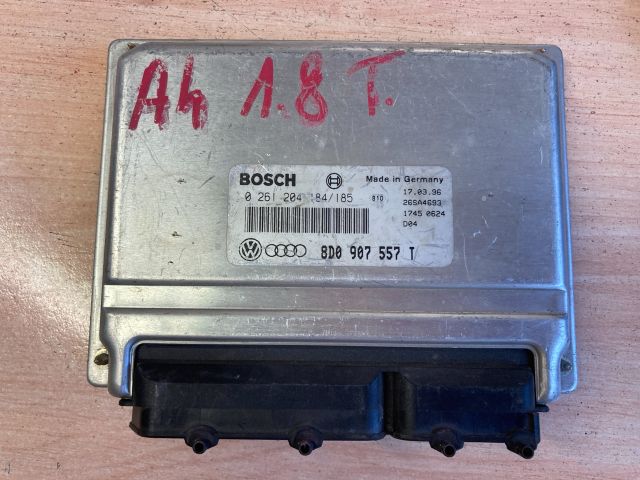 A4 1.8 T.
BOSCH Made in Germany
0 261 204 184/185 810 17.03.96
26SA4693
1745 0624
D04
8D0 907 557 T